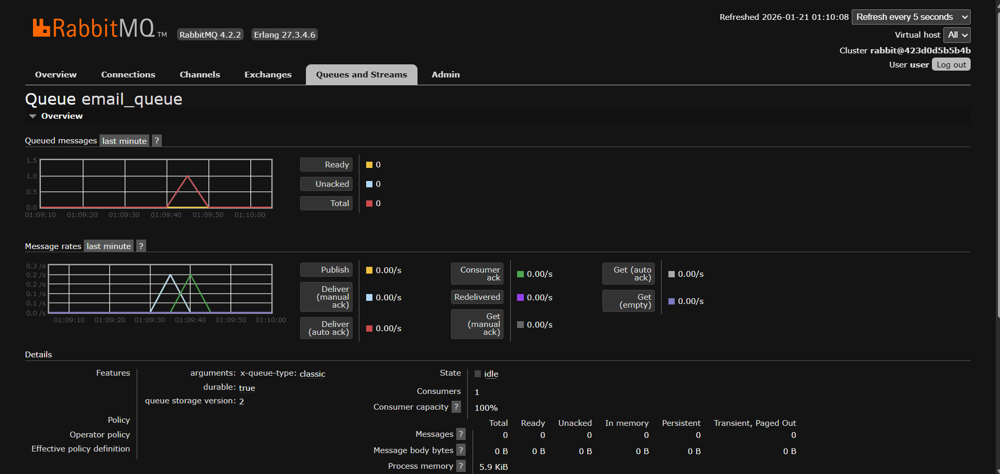 Refreshed 2026-01-21 01:10:08 Refresh every 5 seconds
RabbitMQ TM RabbitMQ 4.2.2 Erlang 27.3.4.6
Virtual host All
Cluster rabbit@423d0d5b5b4b
User user Log out
Overview Connections Channels Exchanges Queues and Streams Admin
Queue email_queue
Overview
Queued messages last minute ?
1.5
1.0
0.5
0.0
01:09:10 01:09:20 01:09:30 01:09:40 01:09:50 01:10:00
Ready 0
Unacked 0
Total 0
Message rates last minute ?
0.3 /s
0.2 /s
0.2 /s
0.1 /s
0.1 /s
0.0 /s
01:09:10 01:09:20 01:09:30 01:09:40 01:09:50 01:10:00
Publish 0.00/s
Deliver
(manual
ack) 0.00/s
Deliver
(auto ack) 0.00/s
Consumer
ack 0.00/s
Redelivered 0.00/s
Get
(manual
ack) 0.00/s
Get (auto
ack) 0.00/s
Get
(empty) 0.00/s
Details
Features arguments: x-queue-type: classic
durable: true
queue storage version: 2
Policy
Operator policy
Effective policy definition
State idle
Consumers 1
Consumer capacity ? 100%
Total Ready Unacked In memory Persistent Transient, Paged Out
Messages ? 0 0 0 0 0 0
Message body bytes ? 0 B 0 B 0 B 0 B 0 B 0 B
Process memory ? 5.9 KiB